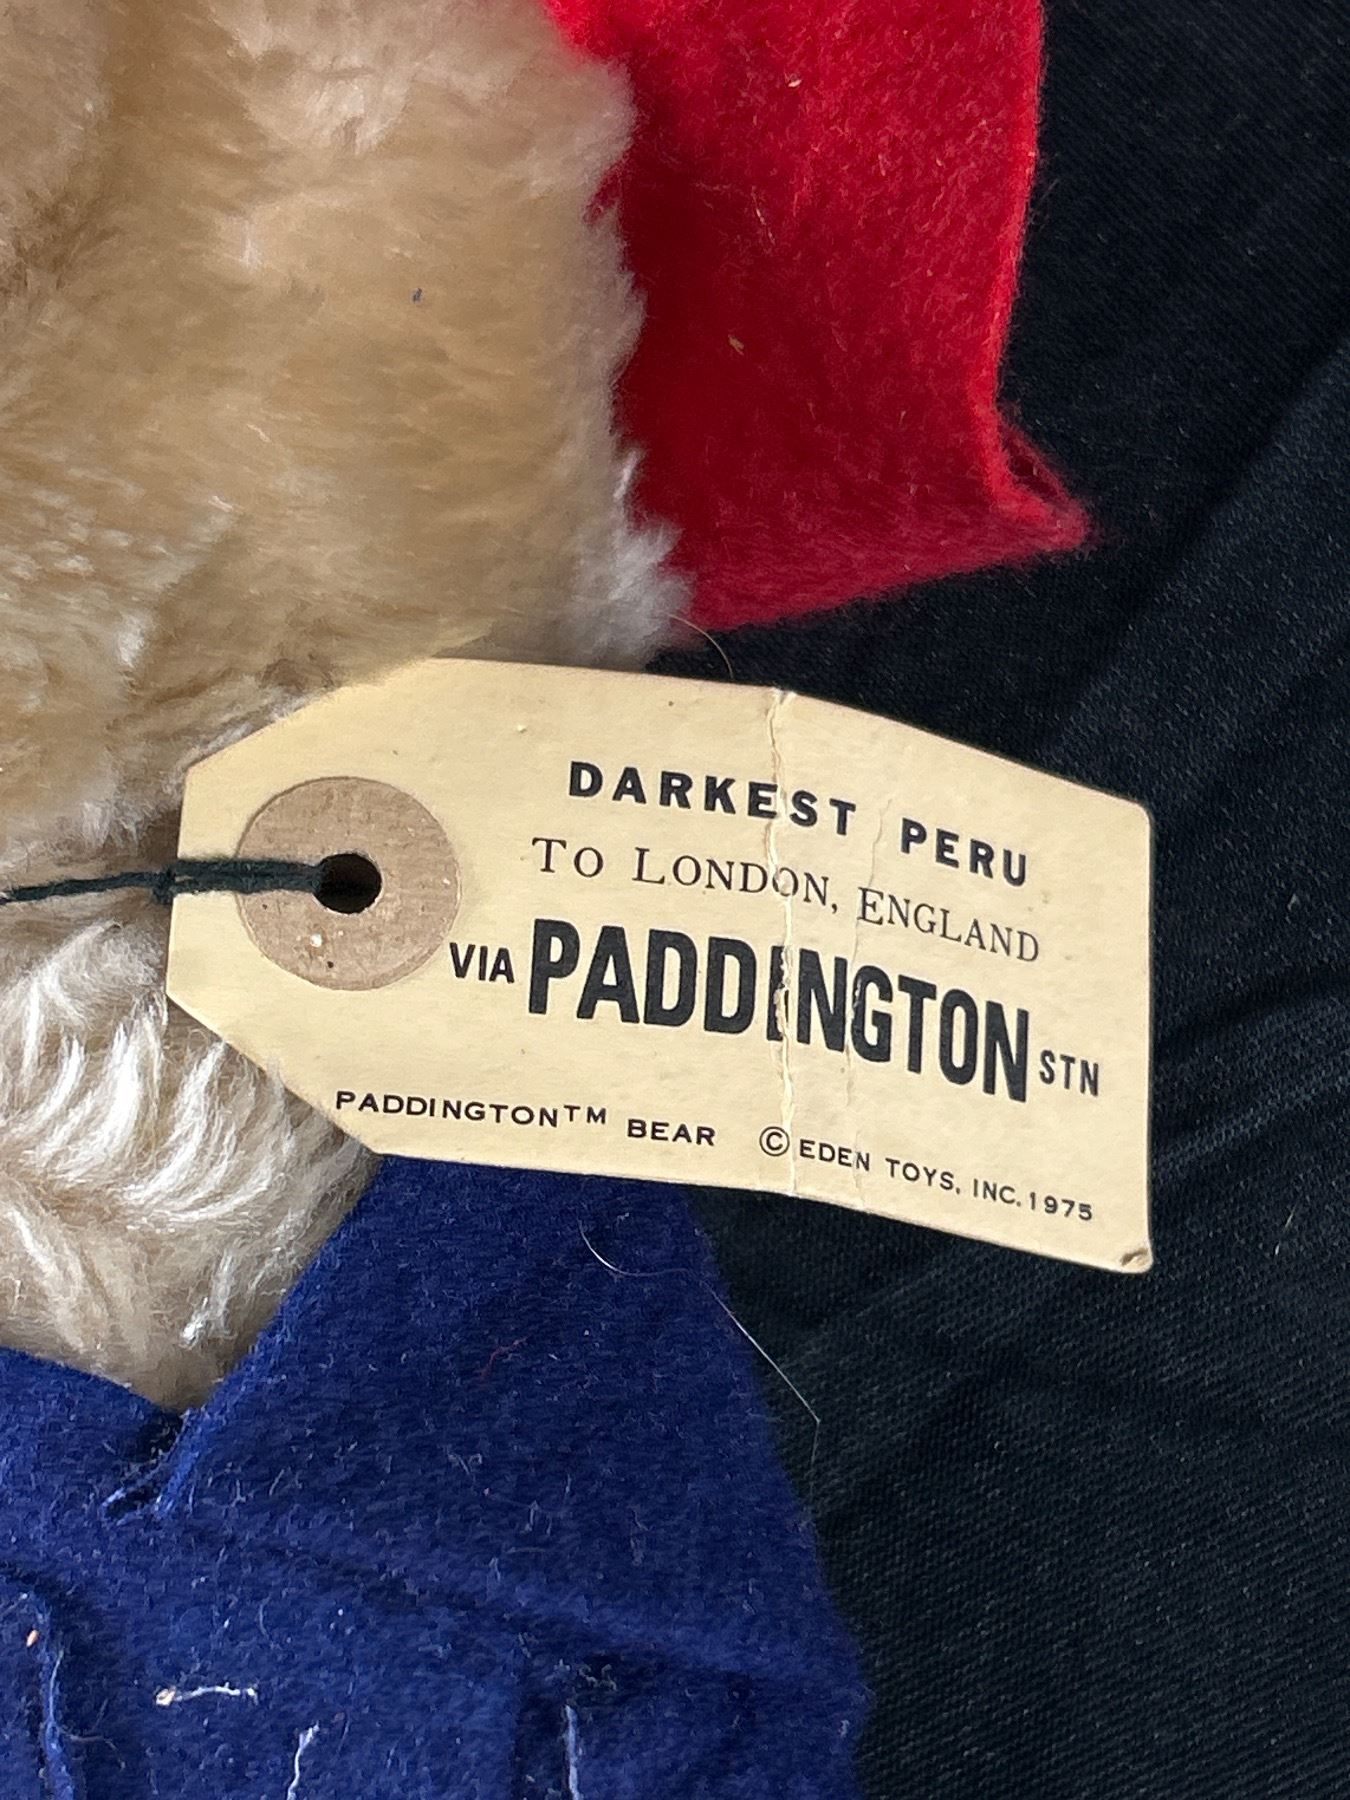 DARKEST PERU
TO LONDON, ENGLAND
VIA PADDINGTON STN
PADDINGTON™ BEAR © EDEN TOYS, INC. 1975